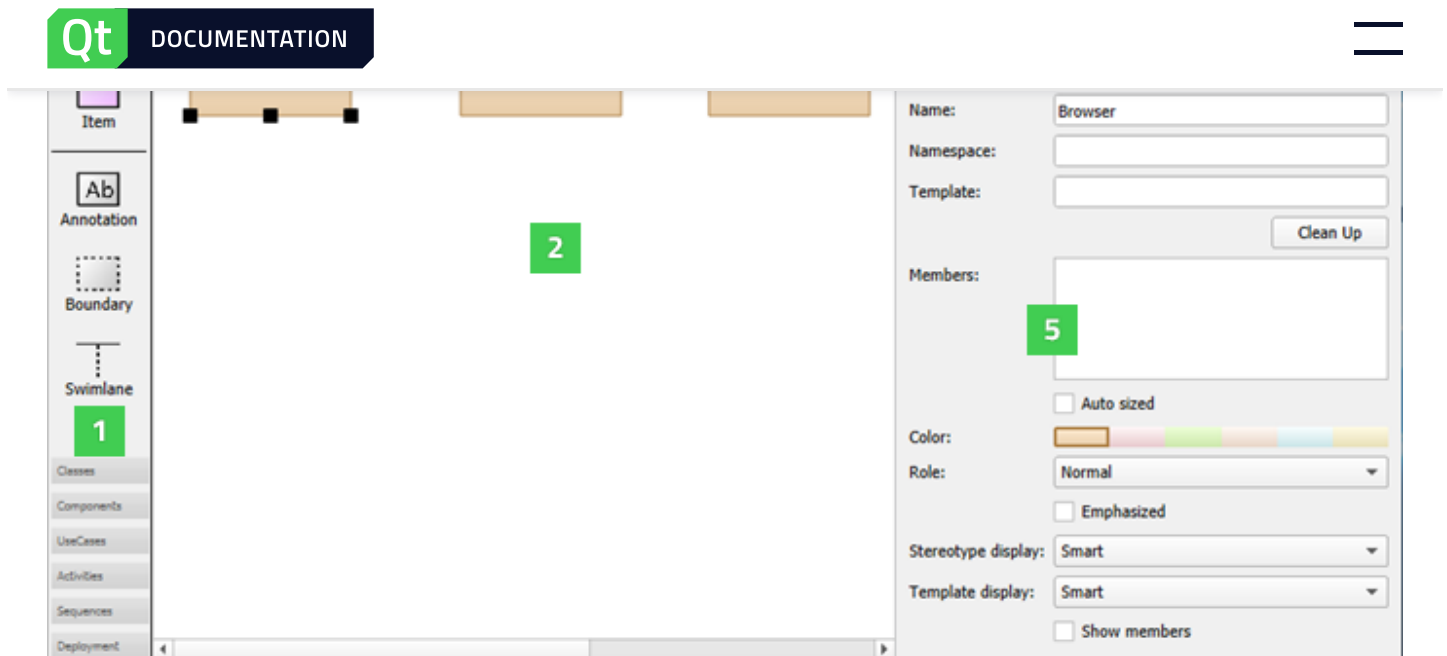 Qt DOCUMENTATION
Item
Annotation
Ab
Boundary
Swimlane
1
Classes
Components
UseCases
Activities
Sequences
Deployment
2
Name: Browser
Namespace:
Template:
Clean Up
Members:
5
Auto sized
Color:
Role: Normal
Emphasized
Stereotype display: Smart
Template display: Smart
Show members